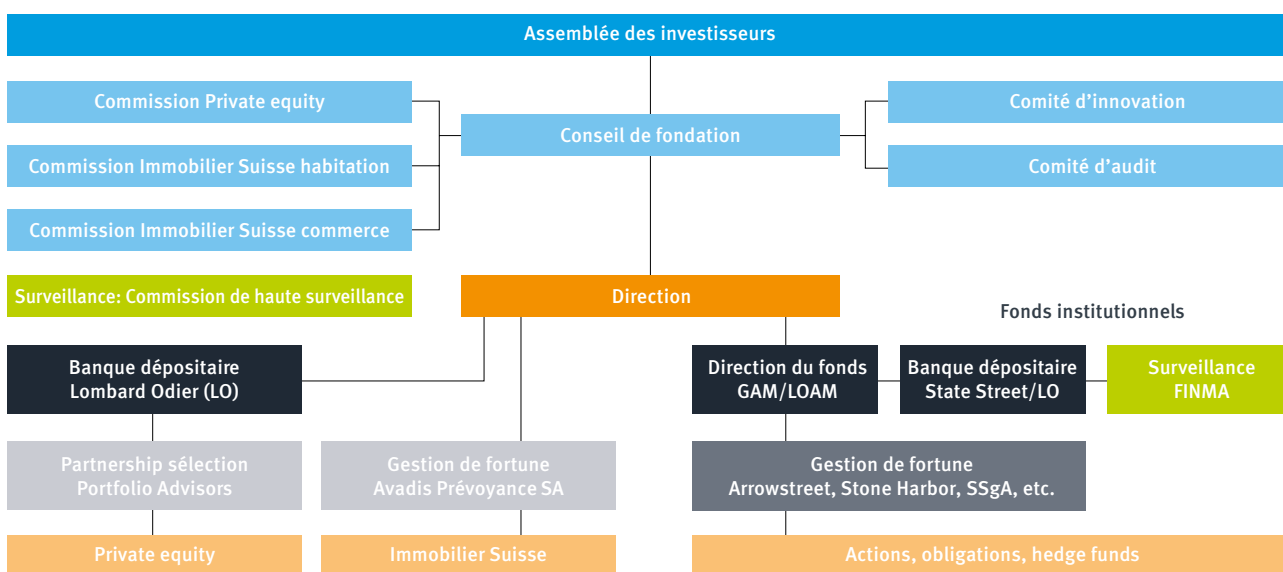 Assemblée des investisseurs
Commission Private equity
Comité d'innovation
Conseil de fondation
Commission Immobilier Suisse habitation
Comité d'audit
Commission Immobilier Suisse commerce
Surveillance: Commission de haute surveillance
Direction
Fonds institutionnels
Banque dépositaire
Lombard Odier (LO)
Direction du fonds
GAM/LOAM
Banque dépositaire
State Street/LO
Surveillance
FINMA
Partnership sélection
Portfolio Advisors
Gestion de fortune
Avadis Prévoyance SA
Gestion de fortune
Arrowstreet, Stone Harbor, SSgA, etc.
Private equity
Immobilier Suisse
Actions, obligations, hedge funds